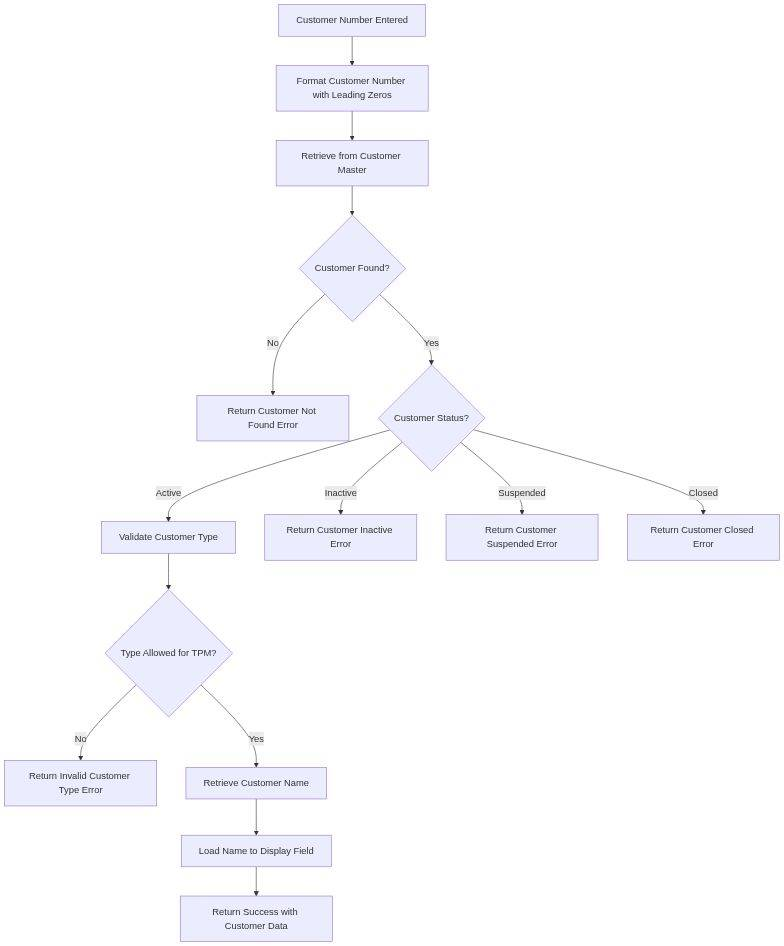 Customer Number Entered
Format Customer Number
with Leading Zeros
Retrieve from Customer
Master
Customer Found?
No
Yes
Return Customer Not
Found Error
Customer Status?
Active
Inactive
Suspended
Closed
Validate Customer Type
Return Customer Inactive
Error
Return Customer
Suspended Error
Return Customer Closed
Error
Type Allowed for TPM?
No
Yes
Return Invalid Customer
Type Error
Retrieve Customer Name
Load Name to Display Field
Return Success with
Customer Data